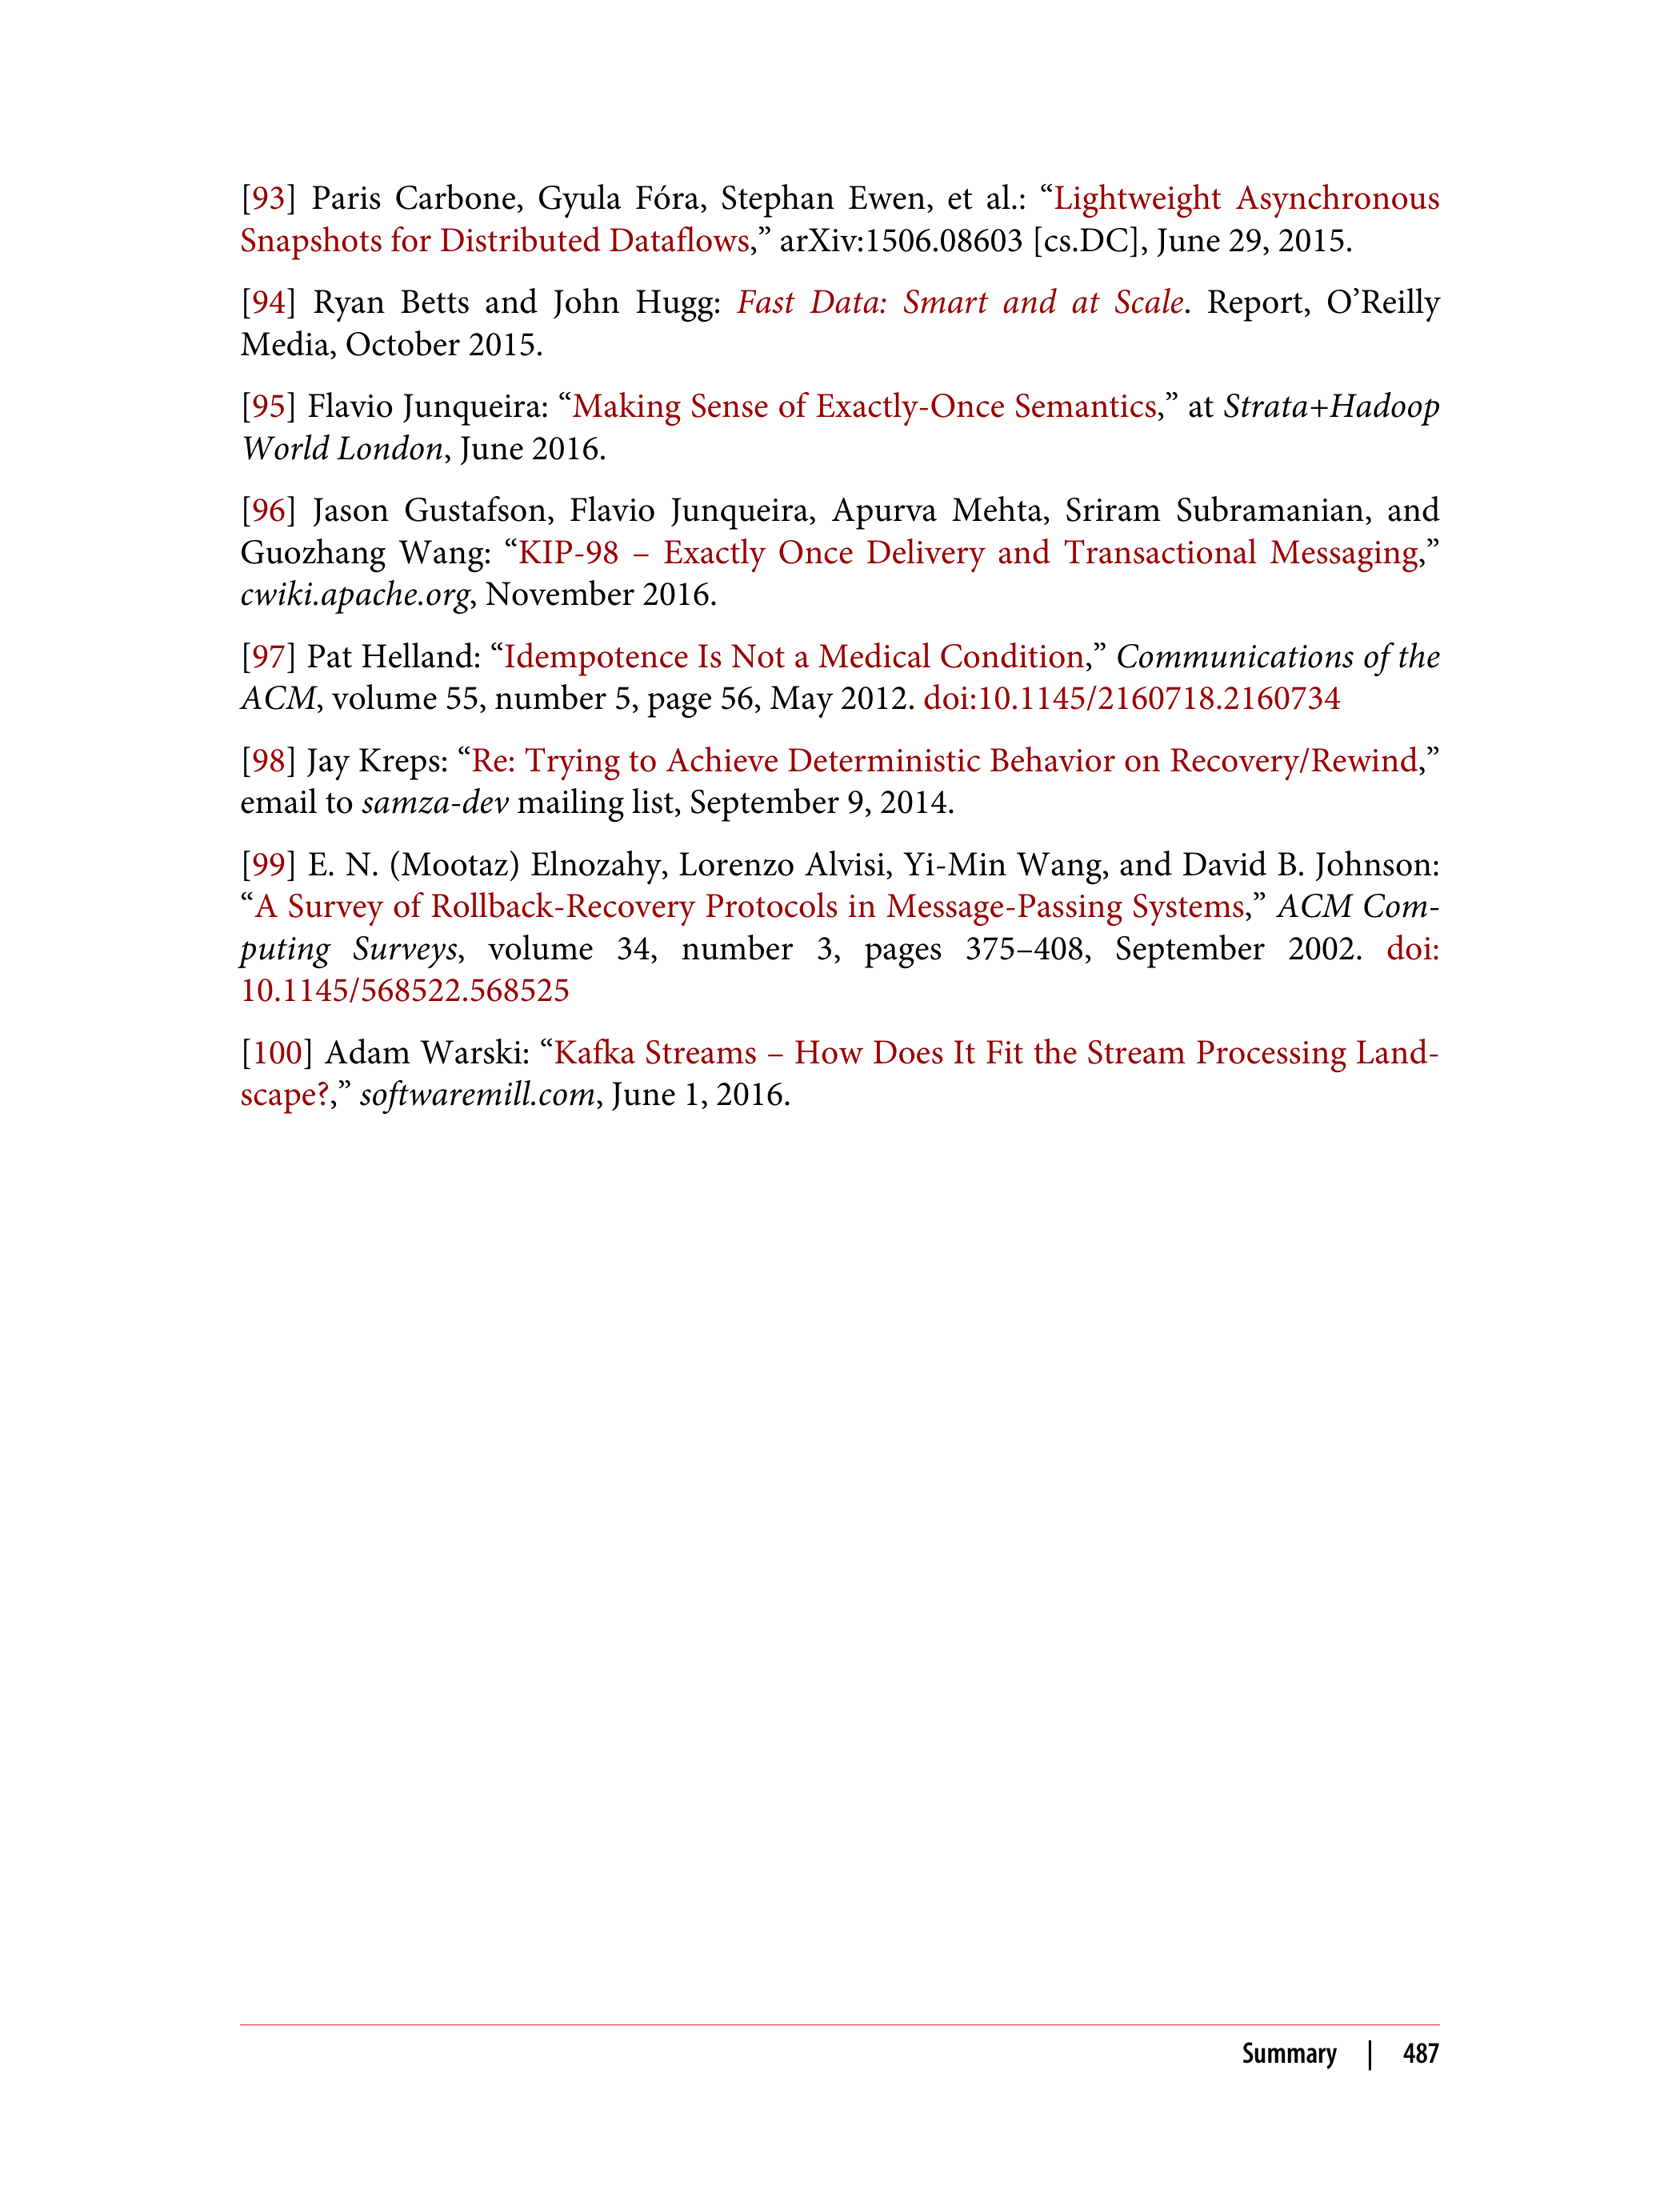 [93] Paris Carbone, Gyula Fóra, Stephan Ewen, et al.: “Lightweight Asynchronous
Snapshots for Distributed Dataflows,” arXiv:1506.08603 [cs.DC], June 29, 2015.
[94] Ryan Betts and John Hugg: Fast Data: Smart and at Scale. Report, O’Reilly
Media, October 2015.
[95] Flavio Junqueira: “Making Sense of Exactly-Once Semantics,” at Strata+Hadoop
World London, June 2016.
[96] Jason Gustafson, Flavio Junqueira, Apurva Mehta, Sriram Subramanian, and
Guozhang Wang: “KIP-98 – Exactly Once Delivery and Transactional Messaging,”
cwiki.apache.org, November 2016.
[97] Pat Helland: “Idempotence Is Not a Medical Condition,” Communications of the
ACM, volume 55, number 5, page 56, May 2012. doi:10.1145/2160718.2160734
[98] Jay Kreps: “Re: Trying to Achieve Deterministic Behavior on Recovery/Rewind,”
email to samza-dev mailing list, September 9, 2014.
[99] E. N. (Mootaz) Elnozahy, Lorenzo Alvisi, Yi-Min Wang, and David B. Johnson:
“A Survey of Rollback-Recovery Protocols in Message-Passing Systems,” ACM Com-
puting Surveys, volume 34, number 3, pages 375–408, September 2002. doi:
10.1145/568522.568525
[100] Adam Warski: “Kafka Streams – How Does It Fit the Stream Processing Land-
scape?,” softwaremill.com, June 1, 2016.
Summary | 487